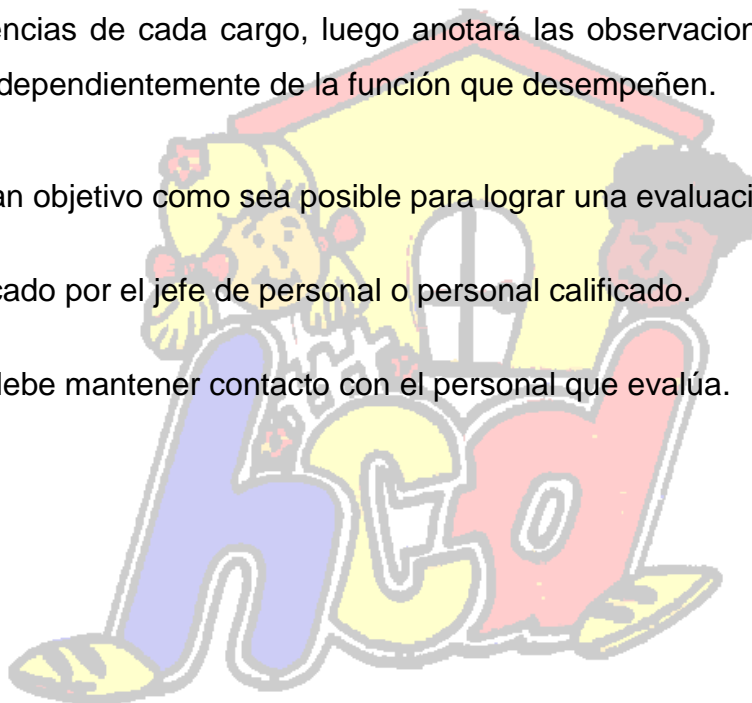 encias de cada cargo, luego anotará las observacion
dependientemente de la función que desempeñen.
an objetivo como sea posible para lograr una evaluaci
cado por el jefe de personal o personal calificado.
debe mantener contacto con el personal que evalúa.
hcd